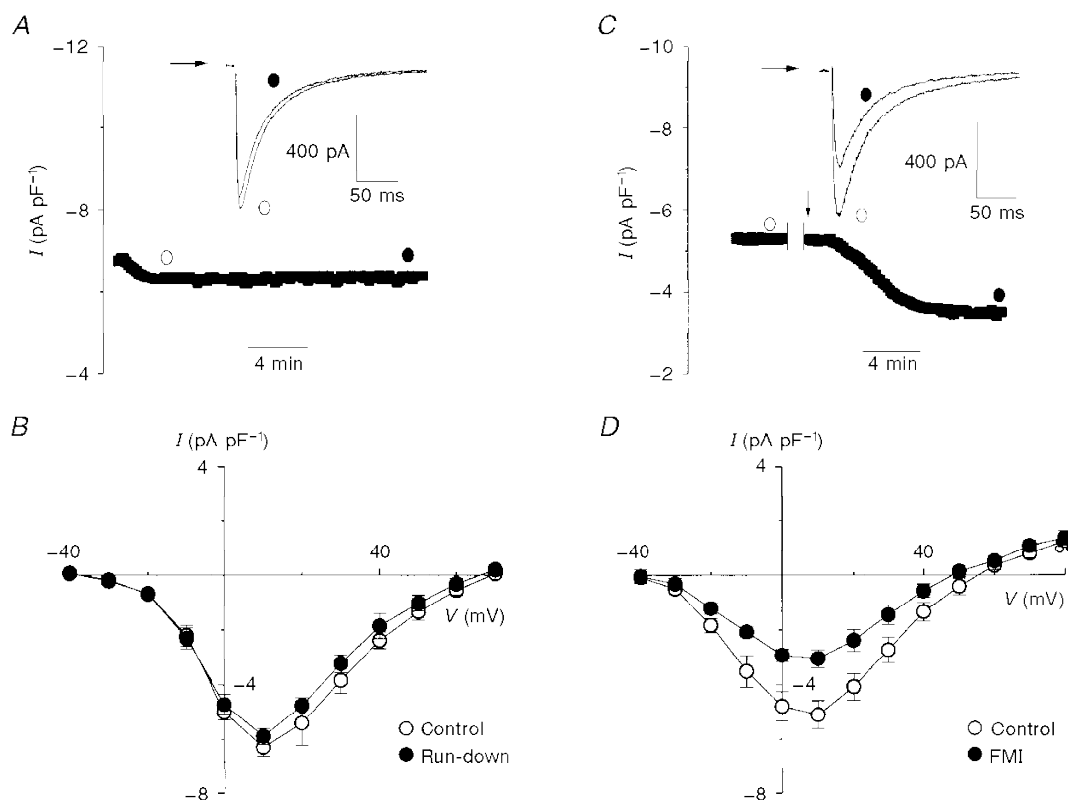 A
−12
−8
−4
I (pA pF⁻¹)
400 pA
50 ms
4 min
C
−10
−8
−6
−4
−2
I (pA pF⁻¹)
400 pA
50 ms
4 min
B
I (pA pF⁻¹)
4
−40
40
V (mV)
−4
−8
Control
Run-down
D
I (pA pF⁻¹)
4
−40
40
V (mV)
−4
−8
Control
FMI